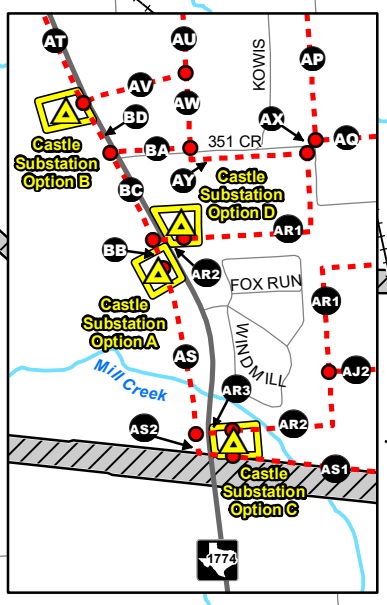 AT
AU
KOWIS
AP
AV
AW
BD
AX
AQ
Castle
Substation
Option B
BA
351 CR
AY
Castle
Substation
Option D
BC
AR1
BB
AR2
FOX RUN
AR1
Castle
Substation
Option A
WINDMILL
AS
AJ2
Mill Creek
AR3
AS2
AR2
AS1
Castle
Substation
Option C
1774